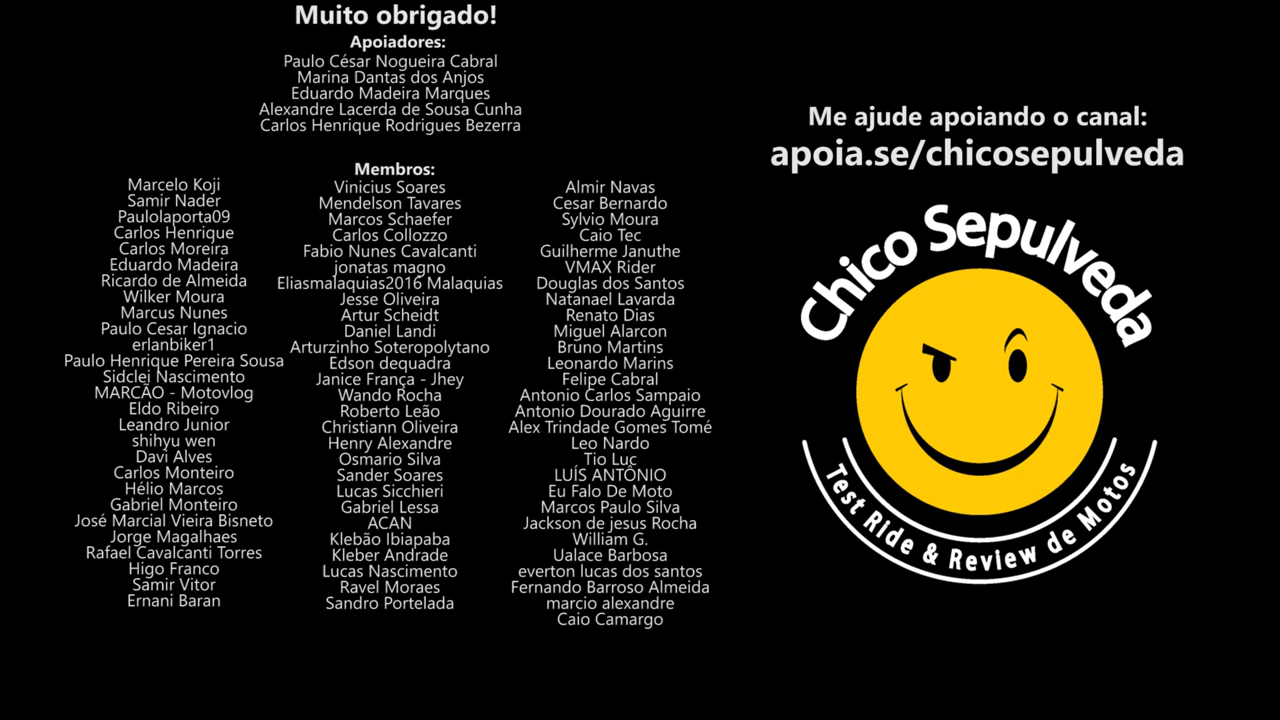 Muito obrigado!
Apoiadores:
Paulo César Nogueira Cabral
Marina Dantas dos Anjos
Eduardo Madeira Marques
Alexandre Lacerda de Sousa Cunha
Carlos Henrique Rodrigues Bezerra
Membros:
Marcelo Koji
Samir Nader
Paulolaporta09
Carlos Henrique
Carlos Moreira
Eduardo Madeira
Ricardo de Almeida
Wilker Moura
Marcus Nunes
Paulo Cesar Ignacio
erlanbiker1
Paulo Henrique Pereira Sousa
Sidclei Nascimento
MARCÃO - Motovlog
Eldo Ribeiro
Leandro Junior
shihyu wen
Davi Alves
Carlos Monteiro
Hélio Marcos
Gabriel Monteiro
José Marcial Vieira Bisneto
Jorge Magalhaes
Rafael Cavalcanti Torres
Higo Franco
Samir Vitor
Ernani Baran
Vinicius Soares
Mendelson Tavares
Marcos Schaefer
Carlos Collozzo
Fabio Nunes Cavalcanti
jonatas magno
Eliasmalaquias2016 Malaquias
Jesse Oliveira
Artur Scheidt
Daniel Landi
Arturzinho Soteropolytano
Edson dequadra
Janice França - Jhey
Wando Rocha
Roberto Leão
Christiann Oliveira
Henry Alexandre
Osmario Silva
Sander Soares
Lucas Sicchieri
Gabriel Lessa
ACAN
Klebão Ibiapaba
Kleber Andrade
Lucas Nascimento
Ravel Moraes
Sandro Portelada
Almir Navas
Cesar Bernardo
Sylvio Moura
Caio Tec
Guilherme Januthe
VMAX Rider
Douglas dos Santos
Natanael Lavarda
Renato Dias
Miguel Alarcon
Bruno Martins
Leonardo Marins
Felipe Cabral
Antonio Carlos Sampaio
Antonio Dourado Aguirre
Alex Trindade Gomes Tomé
Leo Nardo
Tio Luc
LUÍS ANTÔNIO
Eu Falo De Moto
Marcos Paulo Silva
Jackson de jesus Rocha
William G.
Ualace Barbosa
everton lucas dos santos
Fernando Barroso Almeida
marcio alexandre
Caio Camargo
Me ajude apoiando o canal:
apoia.se/chicosepulveda
Chico Sepulveda
Test Ride & Review de Motos